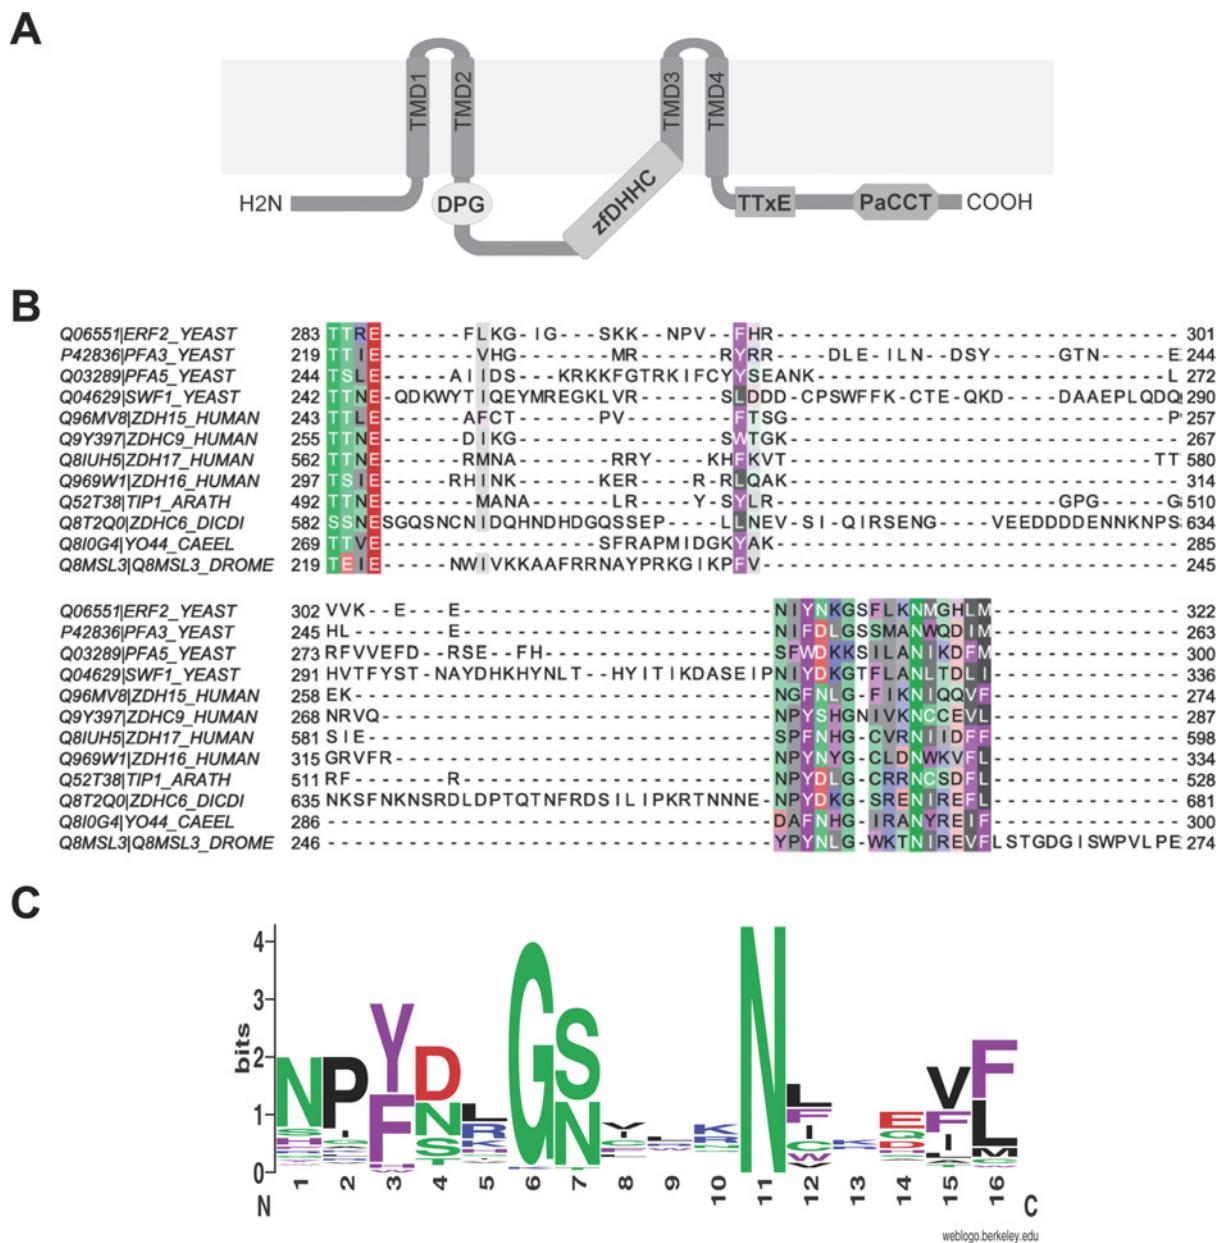 A
TMD1
TMD2
TMD3
TMD4
H2N
DPG
zfDHHC
TTxE
PaCCT
COOH
B
Q06551|ERF2_YEAST 283 TTRE------FLKG-IG---SKK--NPV--FHR------------------------------- 301
P42836|PFA3_YEAST 219 TTIE-------VHG-------MR------RYRR---DLE-ILN--DSY-----GTN-----E 244
Q03289|PFA5_YEAST 244 TSLE-----AI-IDS----KRKKFGTRKIFCYYSEANK--------------------------L 272
Q04629|SWF1_YEAST 242 TTNE-QDKWYTIQEYMREGKLVR------SLDDDCPSWFFK-CTE-QKD-----DAAEPLQDQ 290
Q96MV8|ZDH15_HUMAN 243 TTLE-----AFCT-------PV--------FTSG----------------------------P 257
Q9Y397|ZDHC9_HUMAN 255 TTNE------DIKG---------------SWTGK------------------------------ 267
Q8IUH5|ZDH17_HUMAN 562 TTNE------RMNA-------RRY---KHFKVT---------------------------TT 580
Q969W1|ZDH16_HUMAN 297 TSIE-----RHINK------KER---R-RLQAK------------------------------ 314
Q52T38|TIP1_ARATH 492 TTNE-------MANA------LR----Y-SYLR--------------------GPG----G 510
Q8T2Q0|ZDHC6_DICDI 582 SSNESGQSNCNIDQHNDHDGQSSEP----LLNEV-SI-QIRSENG----VEEDDDDENNKNPS 634
Q8I0G4|YO44_CAEEL 269 TTVE----------------SFRAPMIDGKYAK------------------------------ 285
Q8MSL3|Q8MSL3_DROME 219 TEIE-----NWIVKKAAFRRNAYPRKGIKPFV------------------------------- 245
Q06551|ERF2_YEAST 302 VVK--E---E-----------------------NIYNKGSFLKNMGHLM-------------- 322
P42836|PFA3_YEAST 245 HL-------E-----------------------NIFDLGSSMANWQDIM-------------- 263
Q03289|PFA5_YEAST 273 RFVVEFD--RSE--FH-----------------SFWDKKSILANIKDFM-------------- 300
Q04629|SWF1_YEAST 291 HVTFYST-NAYDKHYNLT--HYITIKDASEIPNIYDKGTFLANLTDLI-------------- 336
Q96MV8|ZDH15_HUMAN 258 EK-------------------------------NGFNLG-FIKNIQQVF-------------- 274
Q9Y397|ZDHC9_HUMAN 268 NRVQ-----------------------------NPYSHGNIVKNCCEVL-------------- 287
Q8IUH5|ZDH17_HUMAN 581 SIE------------------------------SPFNHG-CVRNIIDFF-------------- 598
Q969W1|ZDH16_HUMAN 315 GRVFR----------------------------NPYNYG-CLDNWKVFL-------------- 334
Q52T38|TIP1_ARATH 511 RF-------R-----------------------NPYDLG-CRRNCSDFL-------------- 528
Q8T2Q0|ZDHC6_DICDI 635 NKSFNKNSRDLDPTQTNFRDSILIPKRTNNNE-NPYDKG-SRENIREFL-------------- 681
Q8I0G4|YO44_CAEEL 286 ---------------------------------DAFNHG-IRANYREIF-------------- 300
Q8MSL3|Q8MSL3_DROME 246 ---------------------------------YPYNLG-WKTNIREVFLSTGDGISWPVLPE 274
C
bits
4
3
2
1
0
N P Y F D N S L R K G S N N L F I C E Q V F I F L M
1 2 3 4 5 6 7 8 9 10 11 12 13 14 15 16
N C
weblogo.berkeley.edu